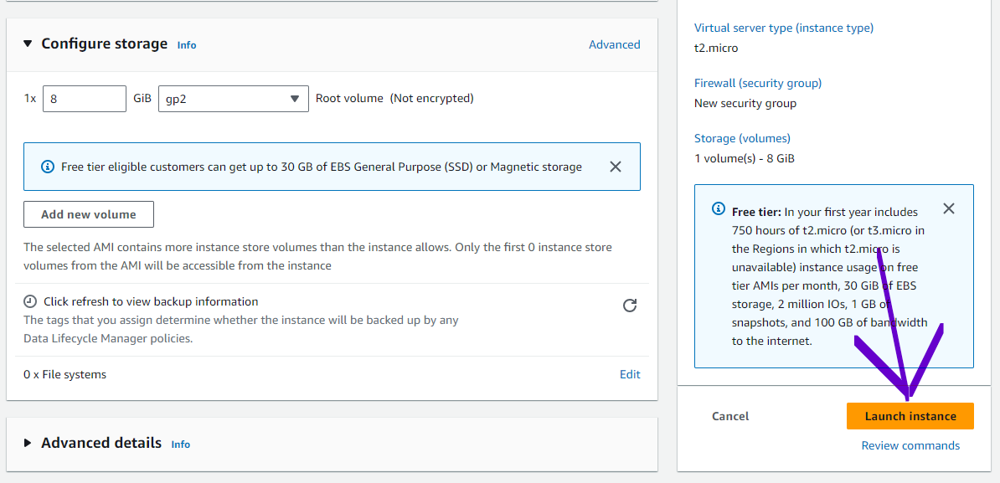 Configure storage Info
Advanced
1x 8 GiB gp2 Root volume (Not encrypted)
Free tier eligible customers can get up to 30 GB of EBS General Purpose (SSD) or Magnetic storage
Add new volume
The selected AMI contains more instance store volumes than the instance allows. Only the first 0 instance store
volumes from the AMI will be accessible from the instance
Click refresh to view backup information
The tags that you assign determine whether the instance will be backed up by any
Data Lifecycle Manager policies.
0 x File systems
Edit
Advanced details Info
Virtual server type (instance type)
t2.micro
Firewall (security group)
New security group
Storage (volumes)
1 volume(s) - 8 GiB
Free tier: In your first year includes
750 hours of t2.micro (or t3.micro in
the Regions in which t2.micro is
unavailable) instance usage on free
tier AMIs per month, 30 GiB of EBS
storage, 2 million IOs, 1 GB of
snapshots, and 100 GB of bandwidth
to the internet.
Cancel
Launch instance
Review commands